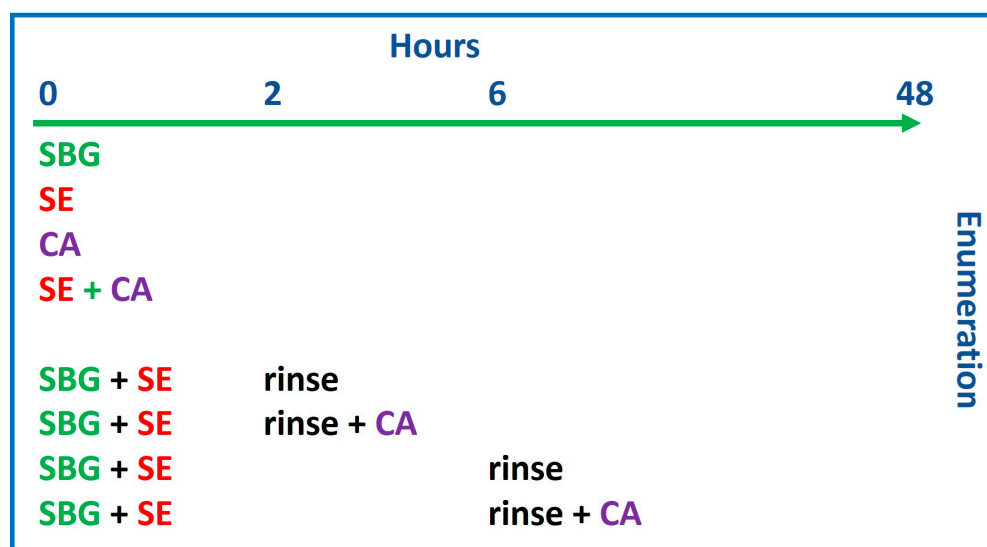 Hours
0 2 6 48
SBG
SE
CA
SE + CA
SBG + SE rinse
SBG + SE rinse + CA
SBG + SE rinse
SBG + SE rinse + CA
Enumeration